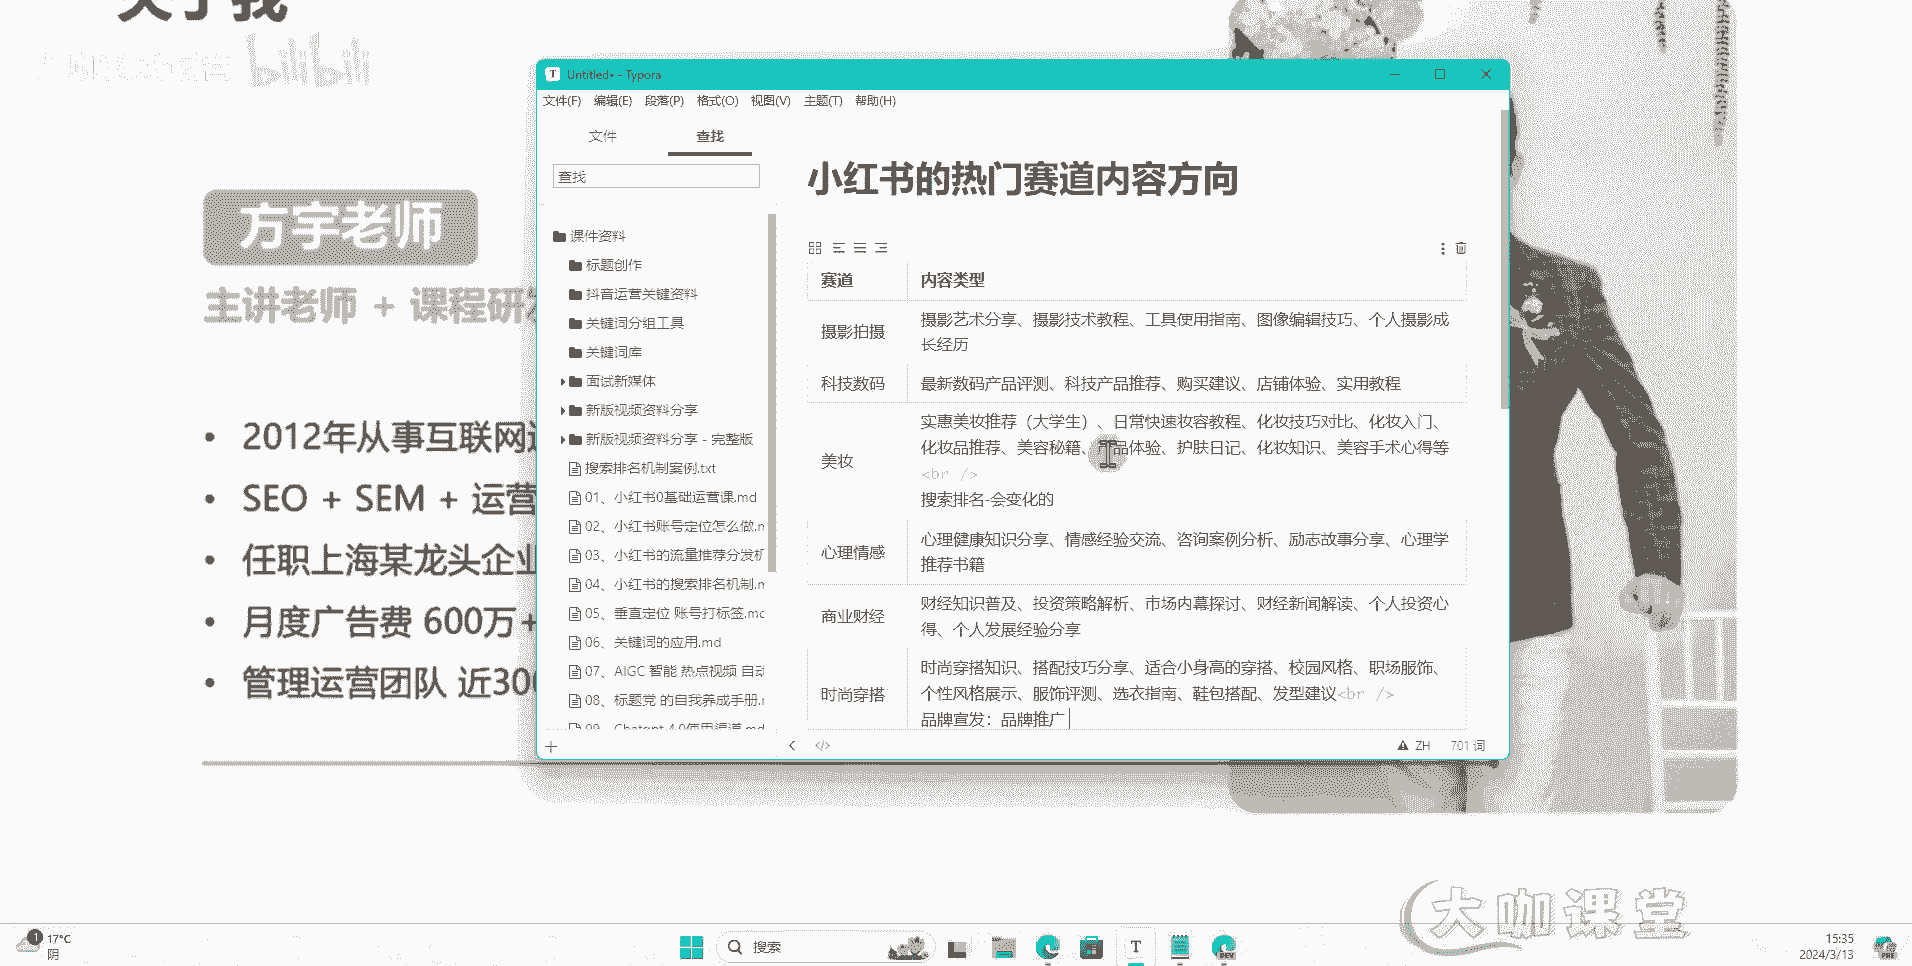 关于我
bilibili
方宇老师
主讲老师 + 课程研发
2012年从事互联网运
SEO + SEM + 运营
任职上海某龙头企业
月度广告费 600万+
管理运营团队 近300
Untitled• - Typora
文件(F) 编辑(E) 段落(P) 格式(O) 视图(V) 主题(T) 帮助(H)
文件 查找
查找
课件资料
标题创作
抖音运营关键资料
关键词分组工具
关键词库
面试新媒体
新版视频资料分享
新版视频资料分享 - 完整版
搜索排名机制案例.txt
01、小红书0基础运营课.md
02、小红书账号定位怎么做.m
03、小红书的流量推荐分发机
04、小红书的搜索排名机制.m
05、垂直定位 账号打标签.mc
06、关键词的应用.md
07、AIGC 智能 热点视频 自动
08、标题党 的自我养成手册.r
09、Chatgpt 4.0使用渠道.md
小红书的热门赛道内容方向
赛道 内容类型
摄影拍摄 摄影艺术分享、摄影技术教程、工具使用指南、图像编辑技巧、个人摄影成
长经历
科技数码 最新数码产品评测、科技产品推荐、购买建议、店铺体验、实用教程
美妆 实惠美妆推荐（大学生）、日常快速妆容教程、化妆技巧对比、化妆入门、
化妆品推荐、美容秘籍、产品体验、护肤日记、化妆知识、美容手术心得等
<br />
搜索排名-会变化的
心理情感 心理健康知识分享、情感经验交流、咨询案例分析、励志故事分享、心理学
推荐书籍
商业财经 财经知识普及、投资策略解析、市场内幕探讨、财经新闻解读、个人投资心
得、个人发展经验分享
时尚穿搭 时尚穿搭知识、搭配技巧分享、适合小身高的穿搭、校园风格、职场服饰、
个性风格展示、服饰评测、选衣指南、鞋包搭配、发型建议<br />
品牌宣发：品牌推广
ZH 701 词
大咖课堂
1
17°C
阴
搜索
T
DEV
15:35
2024/3/13
PRE